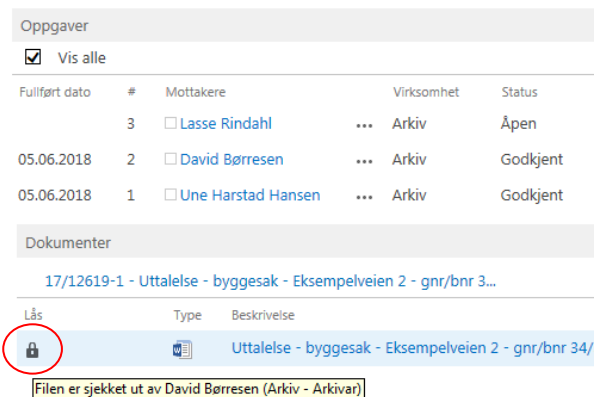 Oppgaver
Vis alle
Fullført dato # Mottakere Virksomhet Status
3 Lasse Rindahl ... Arkiv Åpen
05.06.2018 2 David Børresen ... Arkiv Godkjent
05.06.2018 1 Une Harstad Hansen ... Arkiv Godkjent
Dokumenter
17/12619-1 - Uttalelse - byggesak - Eksempelveien 2 - gnr/bnr 3...
Lås Type Beskrivelse
Uttalelse - byggesak - Eksempelveien 2 - gnr/bnr 34/
Filen er sjekket ut av David Børresen (Arkiv - Arkivar)